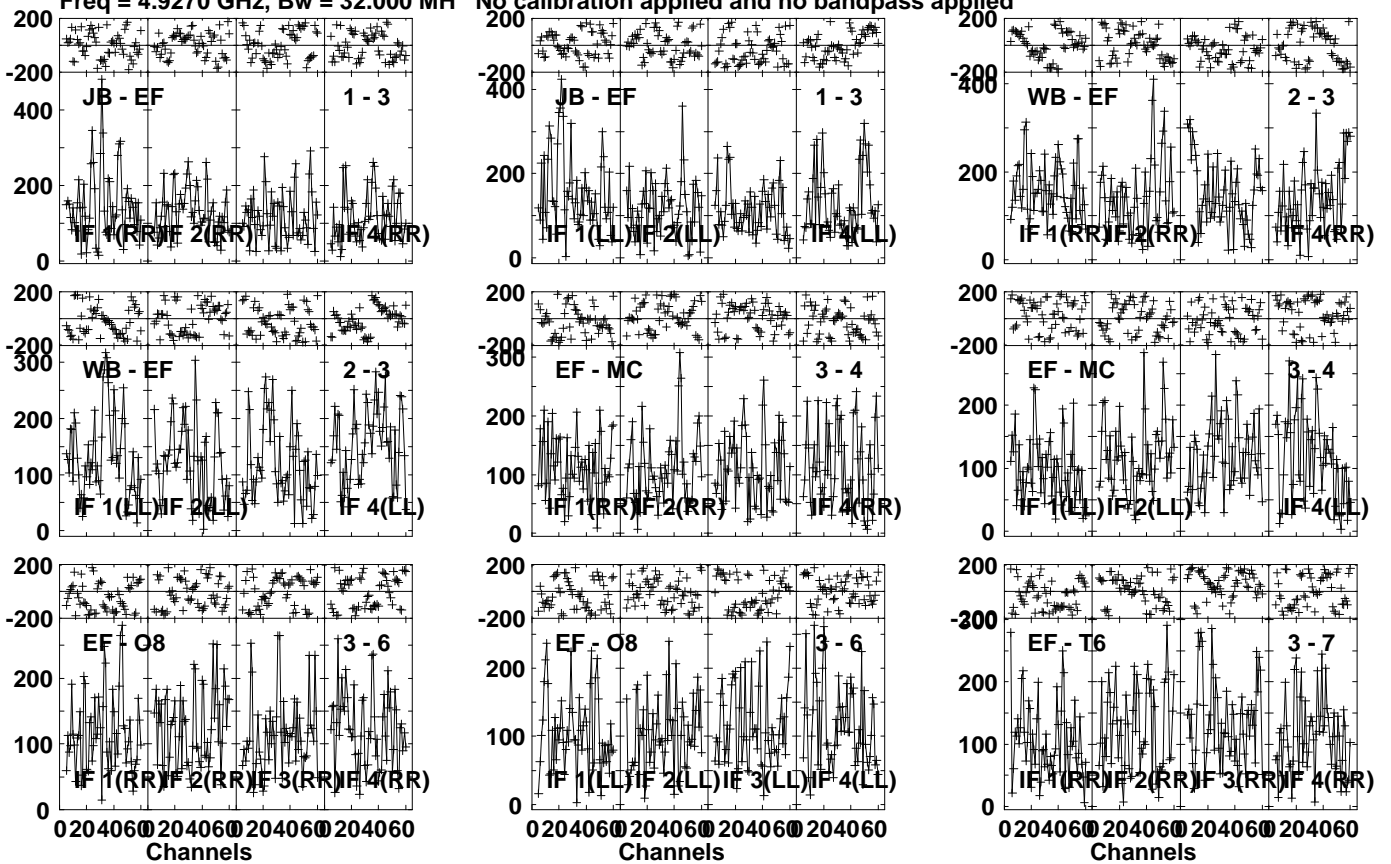 Freq = 4.9270 GHz, Bw = 32.000 MH No calibration applied and no bandpass applied
200
-200
JB - EF 1 - 3
400
200
0
IF 1(RR) IF 2(RR) IF 4(RR)
200
-200
JB - EF 1 - 3
400
200
0
IF 1(LL) IF 2(LL) IF 4(LL)
200
-200
WB - EF 2 - 3
400
200
0
IF 1(RR) IF 2(RR) IF 4(RR)
200
-200
WB - EF 2 - 3
300
200
100
0
IF 1(LL) IF 2(LL) IF 4(LL)
200
-200
EF - MC 3 - 4
300
200
100
0
IF 1(RR) IF 2(RR) IF 4(RR)
200
-200
EF - MC 3 - 4
200
100
0
IF 1(LL) IF 2(LL) IF 4(LL)
200
-200
EF - O8 3 - 6
200
100
0
IF 1(RR) IF 2(RR) IF 3(RR) IF 4(RR)
0 20 40 60 0 20 40 60 0 20 40 60 0 20 40 60
Channels
200
-200
EF - O8 3 - 6
200
100
0
IF 1(LL) IF 2(LL) IF 3(LL) IF 4(LL)
0 20 40 60 0 20 40 60 0 20 40 60 0 20 40 60
Channels
200
-200
300
EF - T6 3 - 7
200
100
0
IF 1(RR) IF 2(RR) IF 3(RR) IF 4(RR)
0 20 40 60 0 20 40 60 0 20 40 60 0 20 40 60
Channels